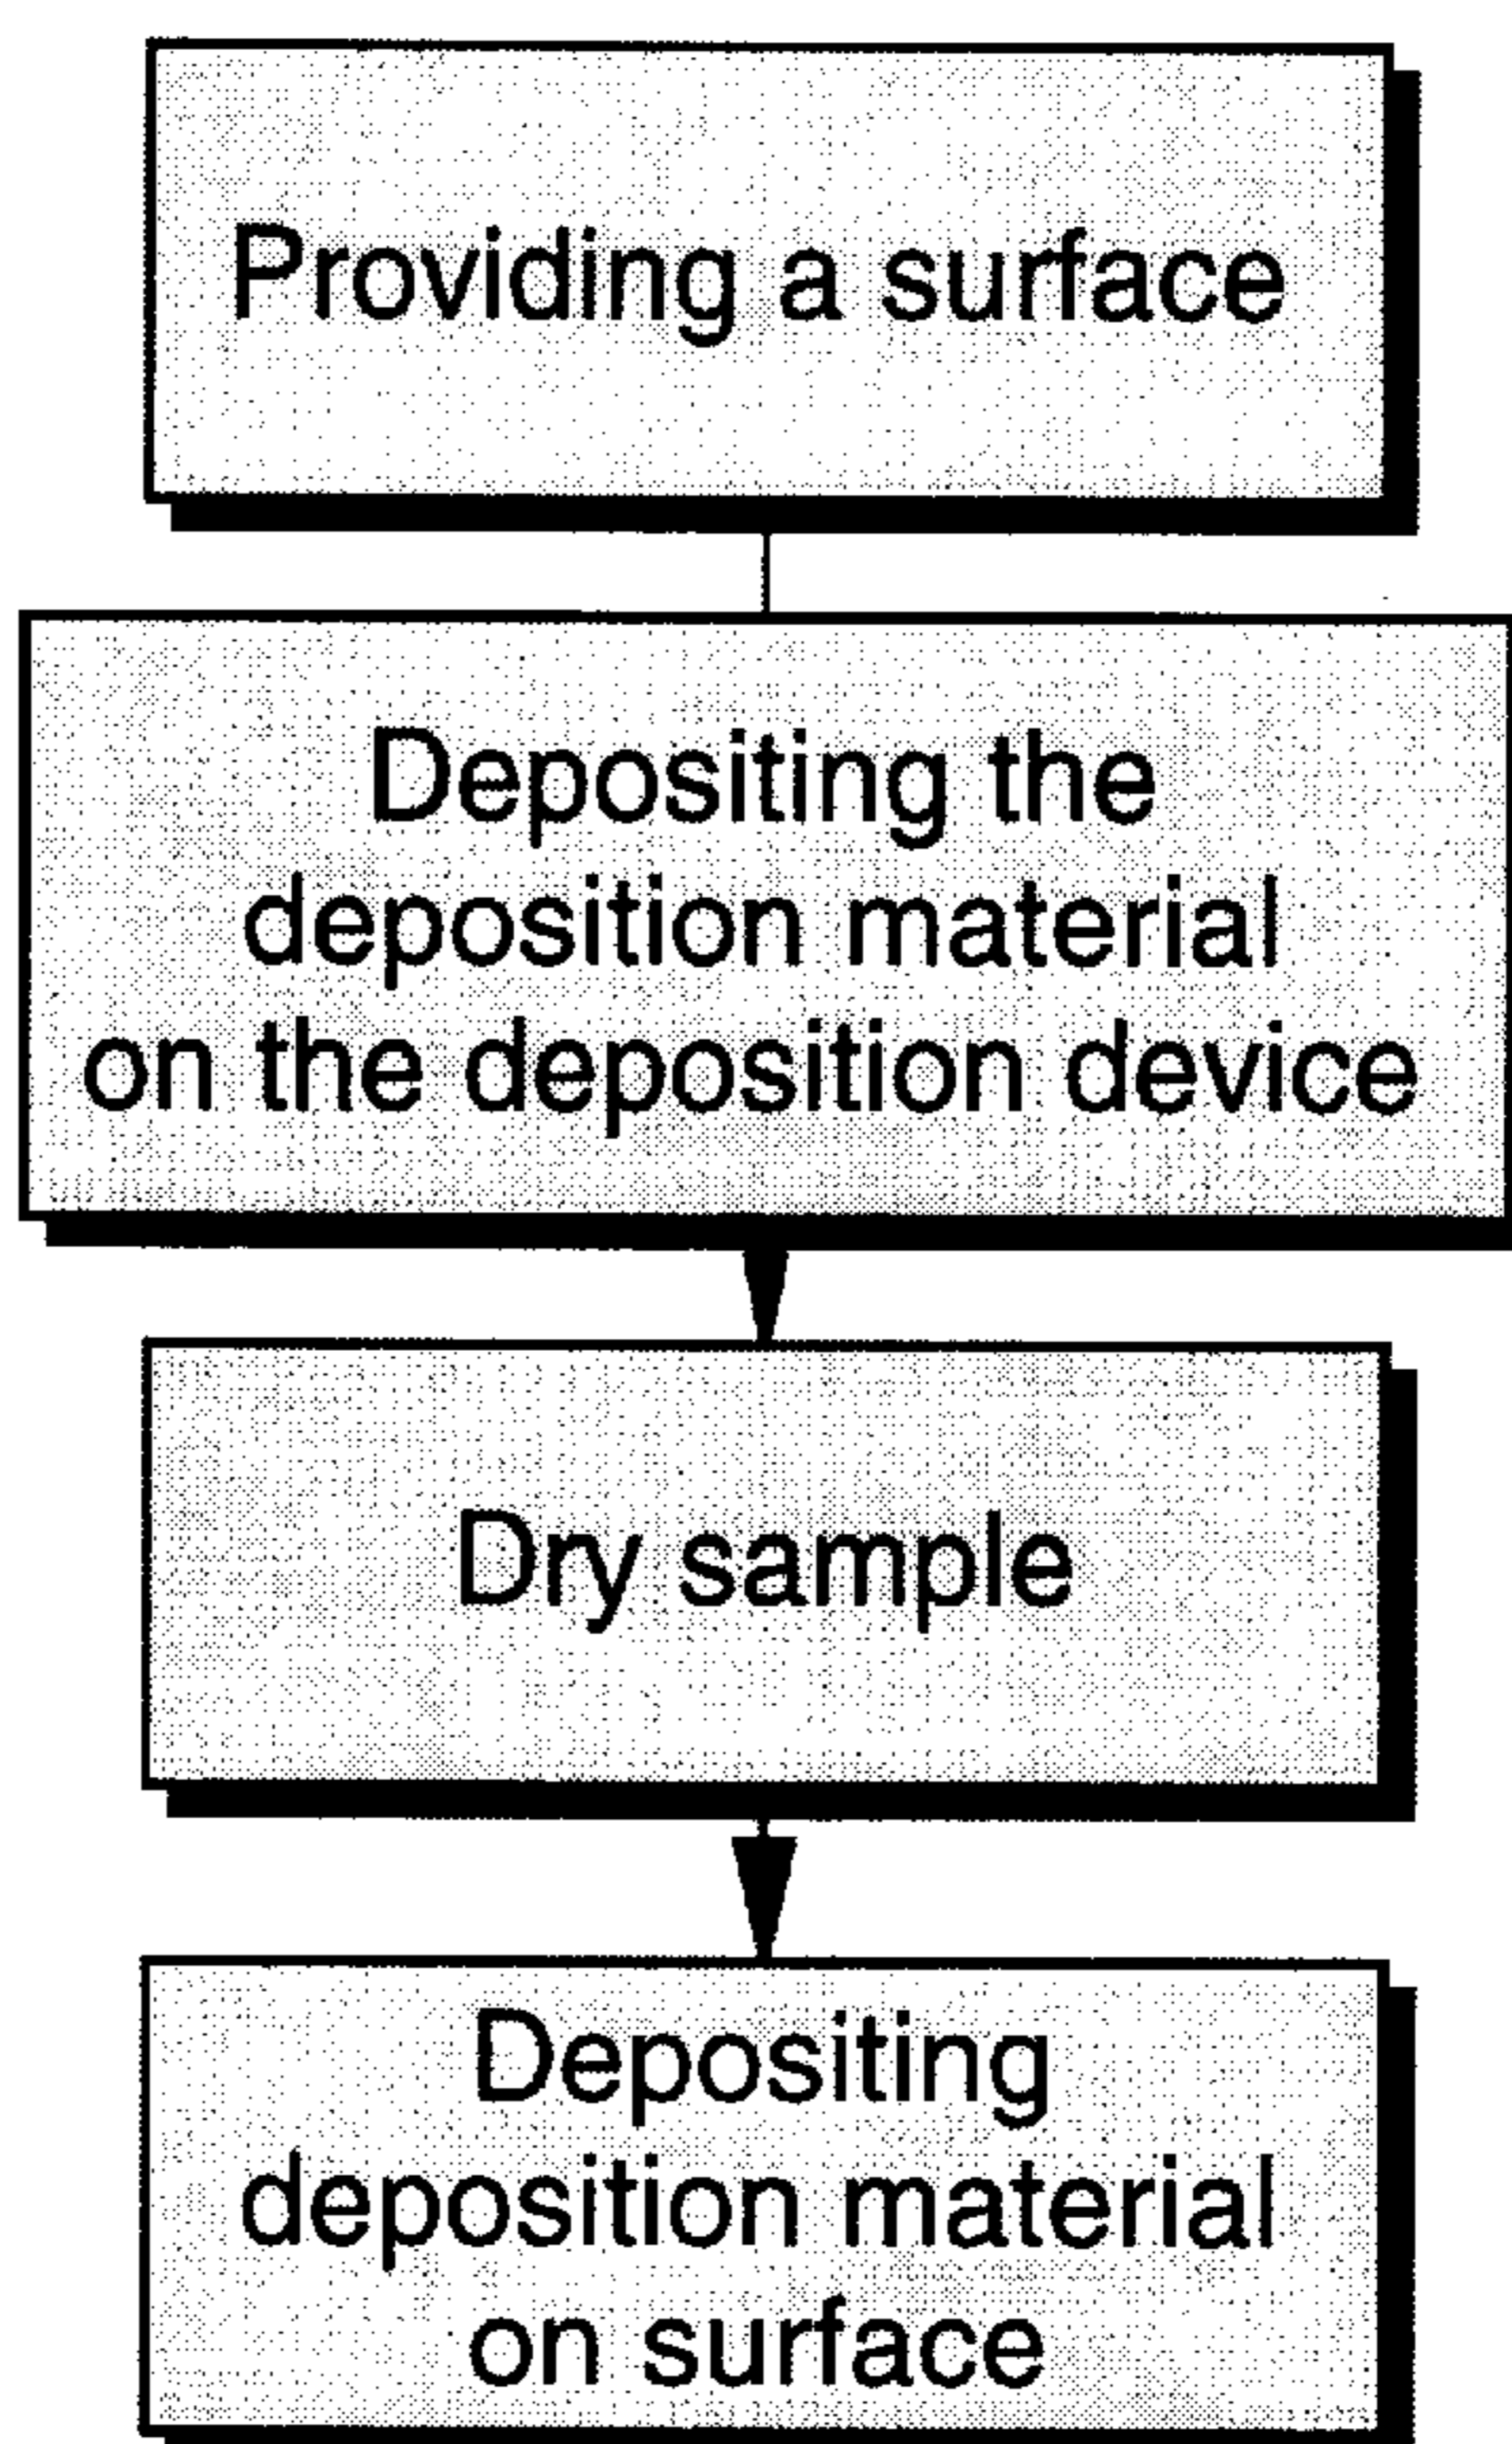 Providing a surface
Depositing the
deposition material
on the deposition device
Dry sample
Depositing
deposition material
on surface